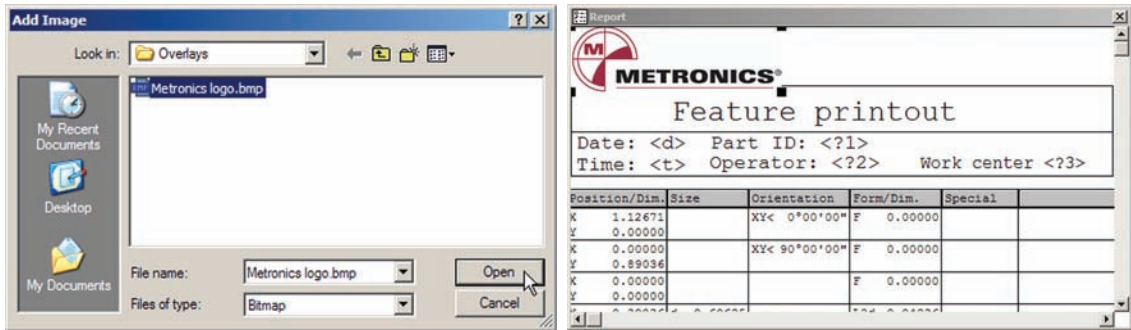 Add Image
Look in: Overlays
Metronics logo.bmp
My Recent
Documents
Desktop
My Documents
File name: Metronics logo.bmp Open
Files of type: Bitmap Cancel
Report
M
METRONICS
Feature printout
Date: <d> Part ID: <?1>
Time: <t> Operator: <?2> Work center <?3>
Position/Dim. Size Orientation Form/Dim. Special
X 1.12671 XY< 0°00'00" F 0.00000
Y 0.00000
X 0.00000 XY< 90°00'00" F 0.00000
Y 0.89036
X 0.00000 F 0.00000
Y 0.00000